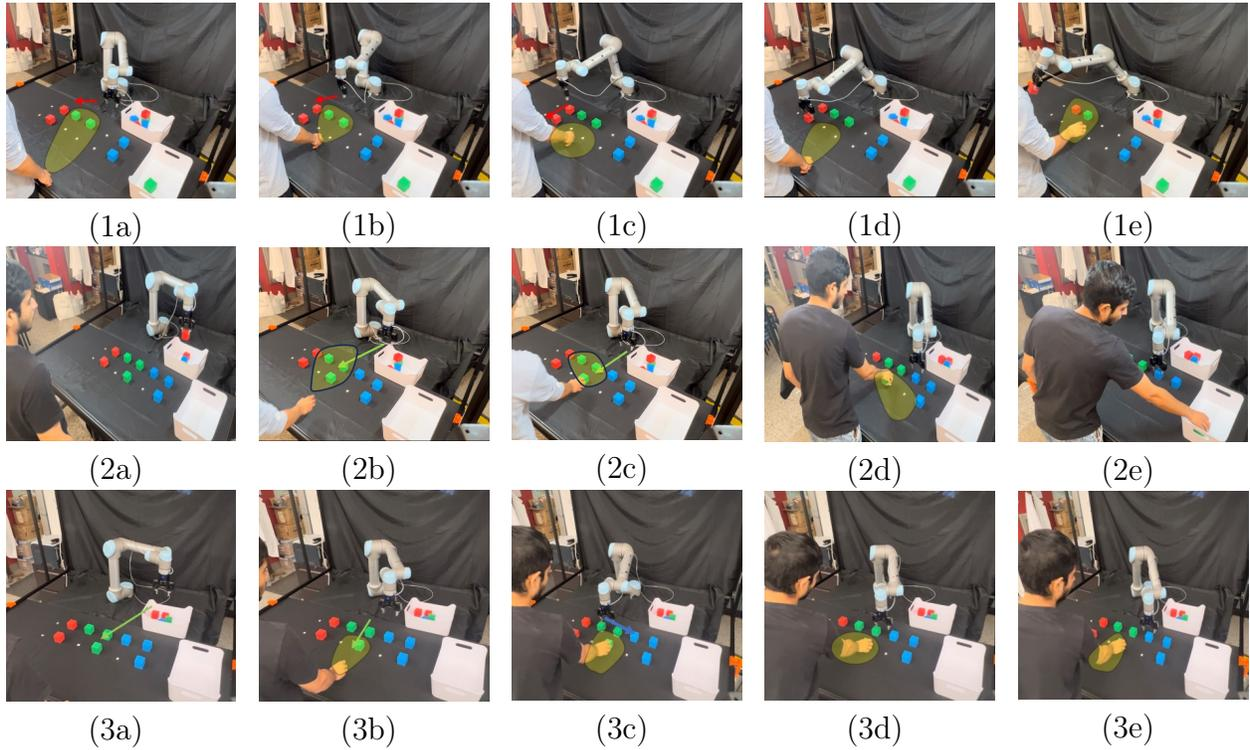 (1a) (1b) (1c) (1d) (1e)
(2a) (2b) (2c) (2d) (2e)
(3a) (3b) (3c) (3d) (3e)